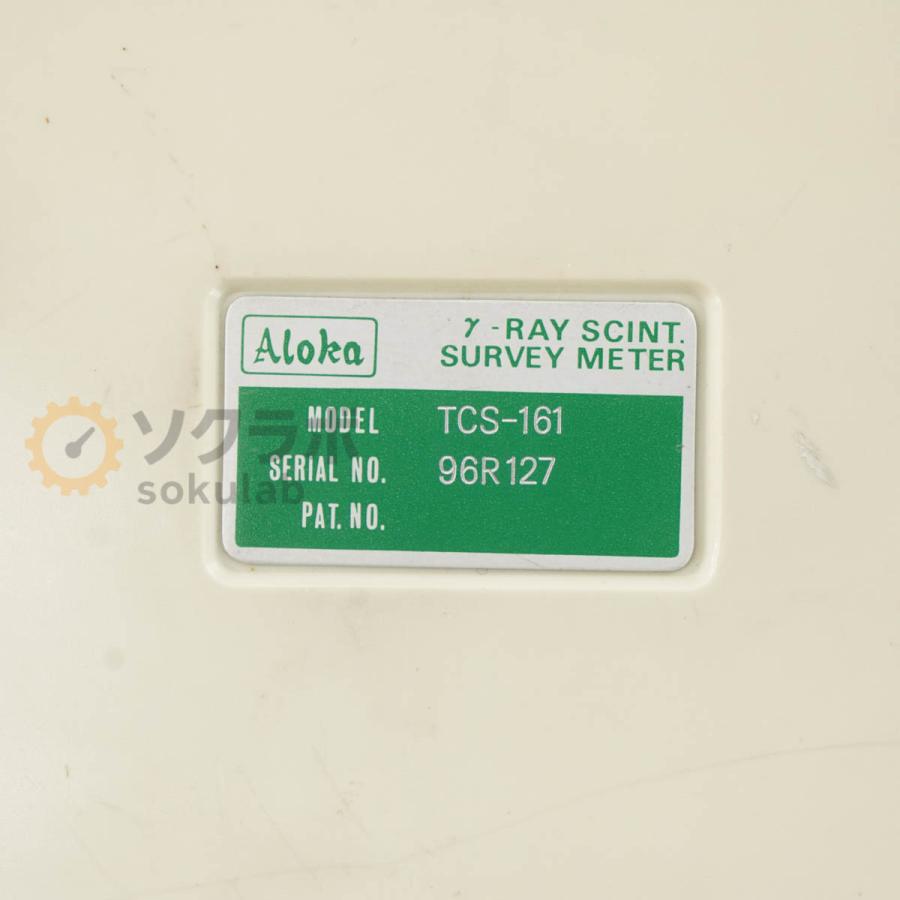 Aloka
γ-RAY SCINT.
SURVEY METER
MODEL TCS-161
SERIAL NO. 96R127
PAT. NO.
ソクラボ
sokulab